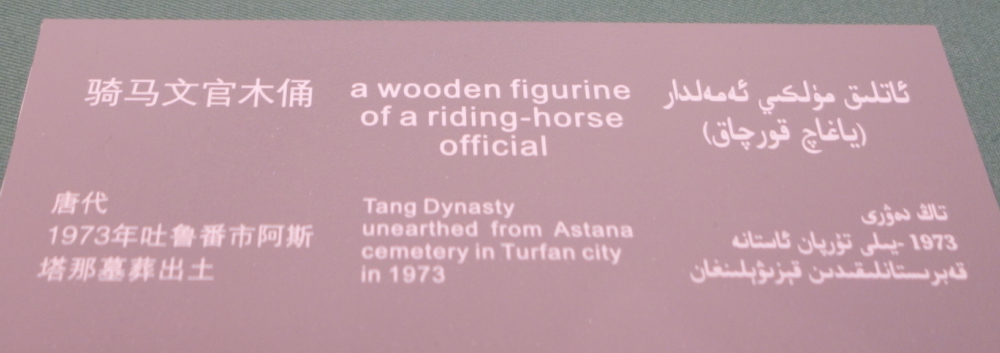 骑马文官木俑
a wooden figurine
of a riding-horse
official
ئاتلىق مۈلكىي ئەمەلدار
(ياغاچ قورچاق)
唐代
1973年吐鲁番市阿斯
塔那墓葬出土
Tang Dynasty
unearthed from Astana
cemetery in Turfan city
in 1973
تاڭ دەۋرى
1973 -يىلى تۇرپان ئاستانە
قەبرىستانلىقىدىن قېزىۋېلىنغان